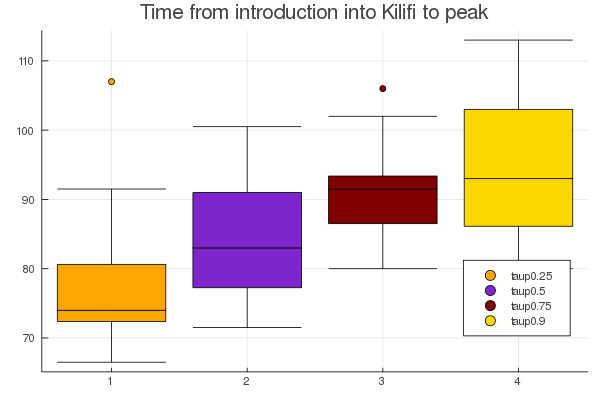 Time from introduction into Kilifi to peak
110
100
90
80
70
1 2 3 4
taup0.25
taup0.5
taup0.75
taup0.9